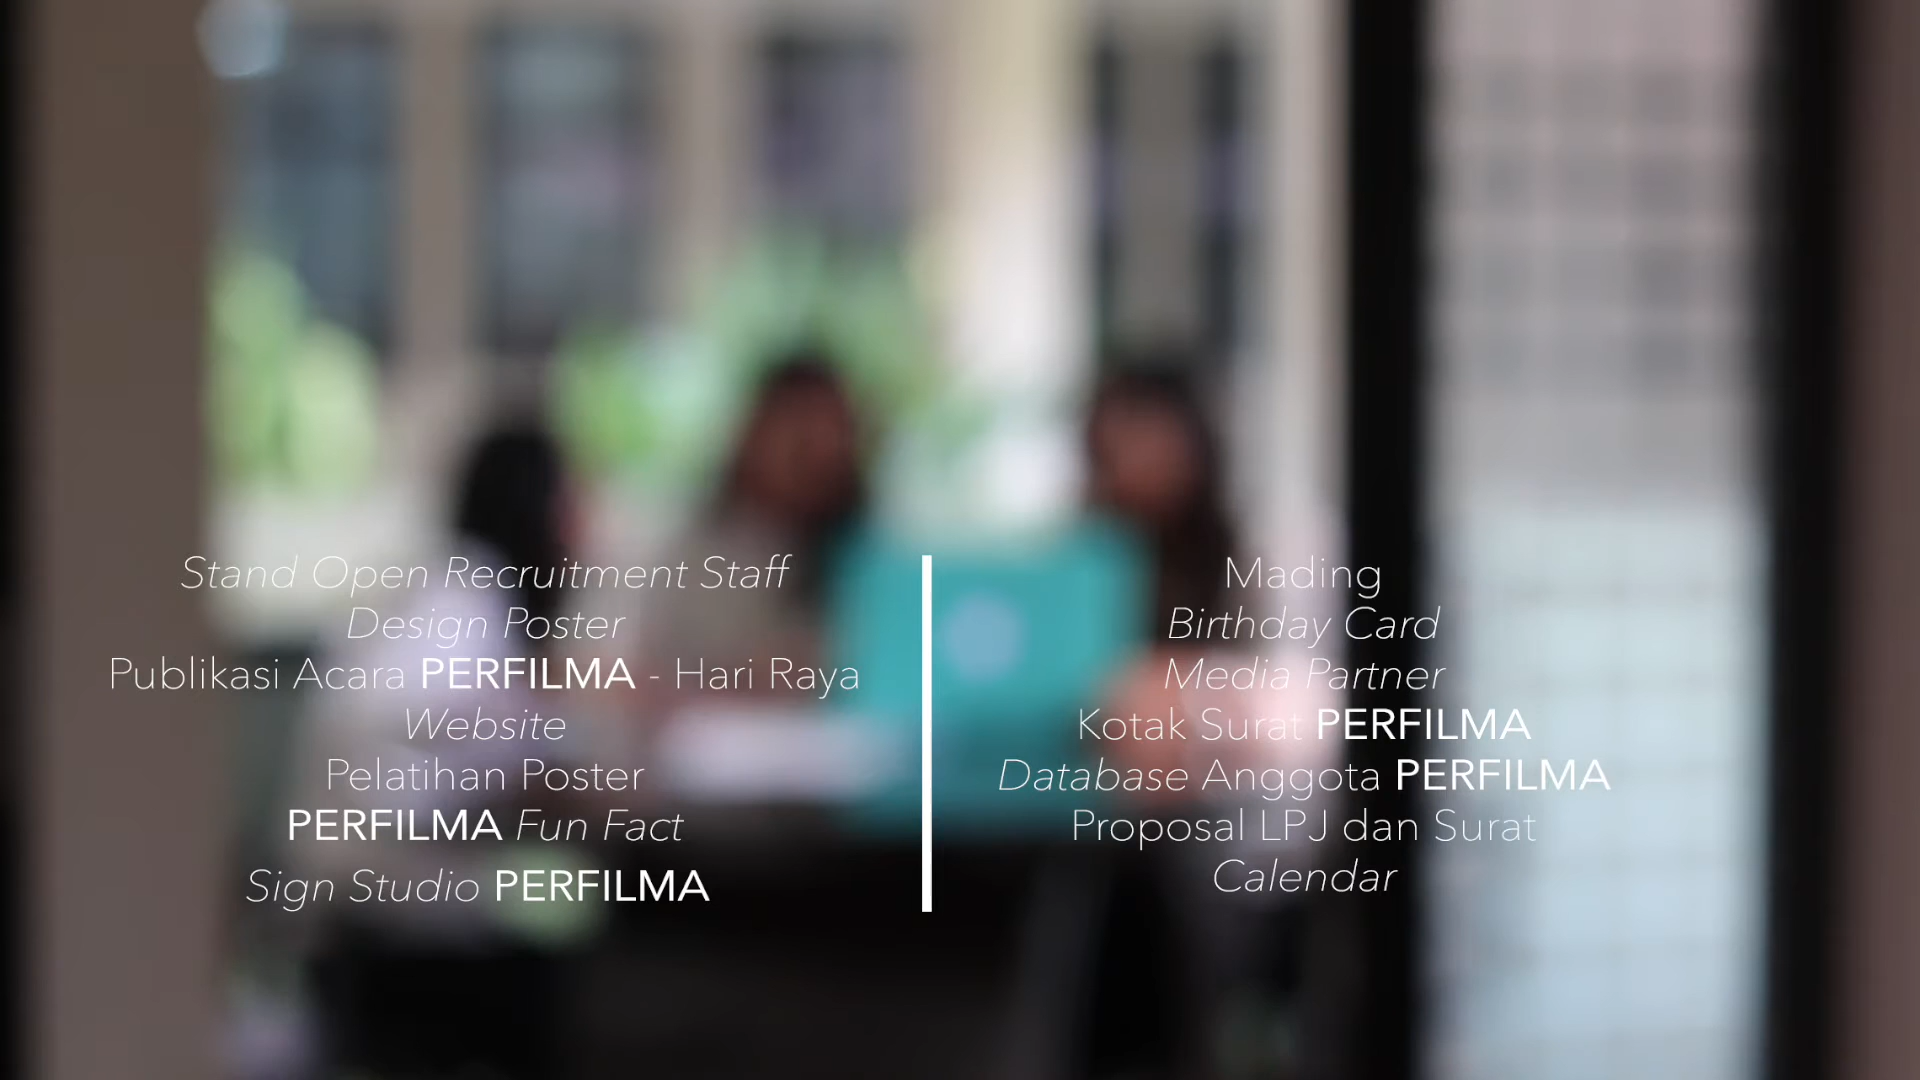 Stand Open Recruitment Staff
Design Poster
Publikasi Acara PERFILMA - Hari Raya
Website
Pelatihan Poster
PERFILMA Fun Fact
Sign Studio PERFILMA
Mading
Birthday Card
Media Partner
Kotak Surat PERFILMA
Database Anggota PERFILMA
Proposal LPJ dan Surat
Calendar